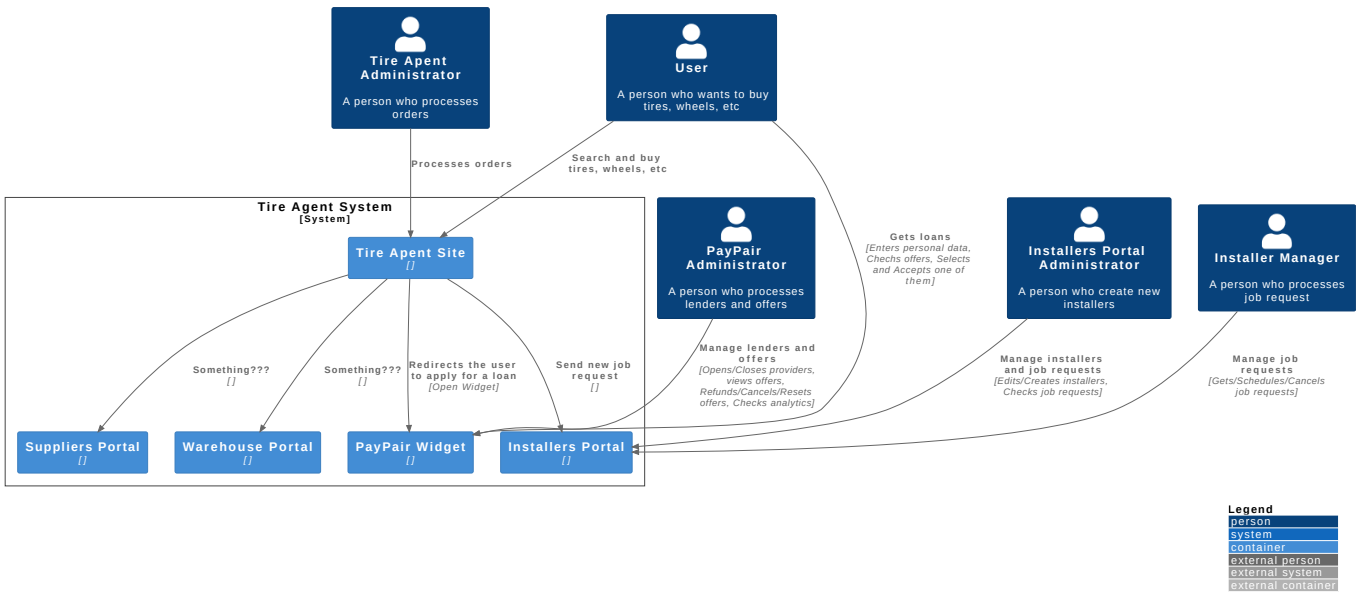 Tire Agent
Administrator
A person who processes
orders
User
A person who wants to buy
tires, wheels, etc
Processes orders
Search and buy
tires, wheels, etc
Tire Agent System
[System]
Tire Agent Site
[]
PayPair
Administrator
A person who processes
lenders and offers
Gets loans
[Enters personal data,
Chechs offers, Selects
and Accepts one of
them]
Installers Portal
Administrator
A person who create new
installers
Installer Manager
A person who processes
job request
Something???
[]
Something???
[]
Redirects the user
to apply for a loan
[Open Widget]
Send new job
request
[]
Manage lenders and
offers
[Opens/Closes providers,
views offers,
Refunds/Cancels/Resets
offers, Checks analytics]
Manage installers
and job requests
[Edits/Creates installers,
Checks job requests]
Manage job
requests
[Gets/Schedules/Cancels
job requests]
Suppliers Portal
[]
Warehouse Portal
[]
PayPair Widget
[]
Installers Portal
[]
Legend
person
system
container
external person
external system
external container